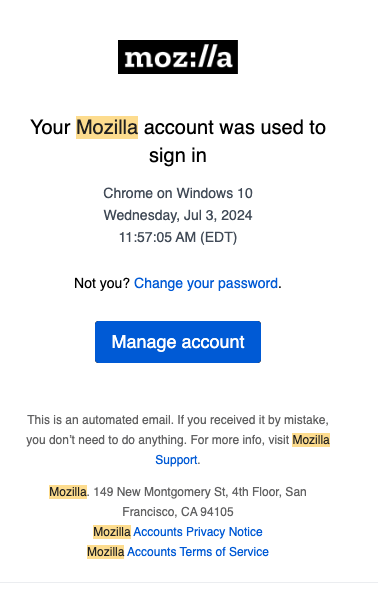 moz://a
Your Mozilla account was used to
sign in
Chrome on Windows 10
Wednesday, Jul 3, 2024
11:57:05 AM (EDT)
Not you? Change your password.
Manage account
This is an automated email. If you received it by mistake,
you don’t need to do anything. For more info, visit Mozilla
Support.
Mozilla. 149 New Montgomery St, 4th Floor, San
Francisco, CA 94105
Mozilla Accounts Privacy Notice
Mozilla Accounts Terms of Service